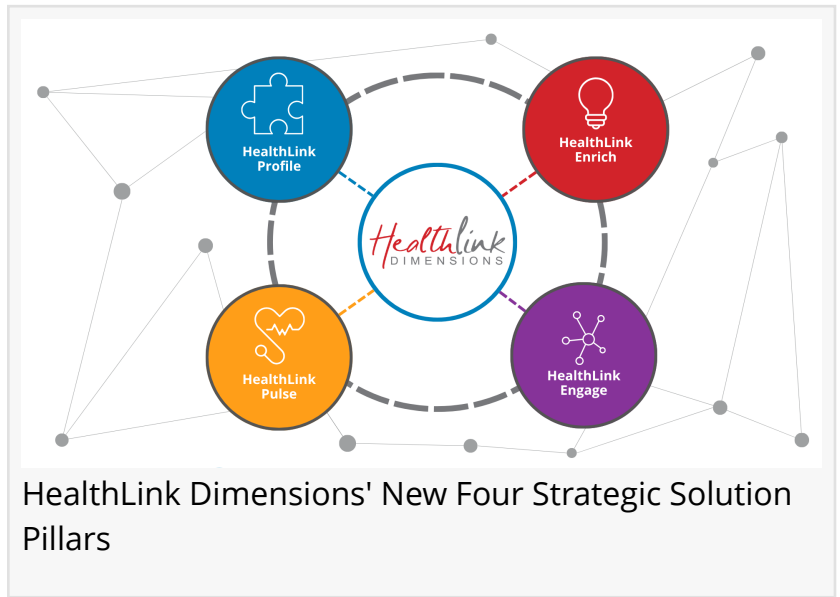 HealthLink
Profile
HealthLink
Enrich
Healthlink
DIMENSIONS
HealthLink
Pulse
HealthLink
Engage
HealthLink Dimensions' New Four Strategic Solution
Pillars